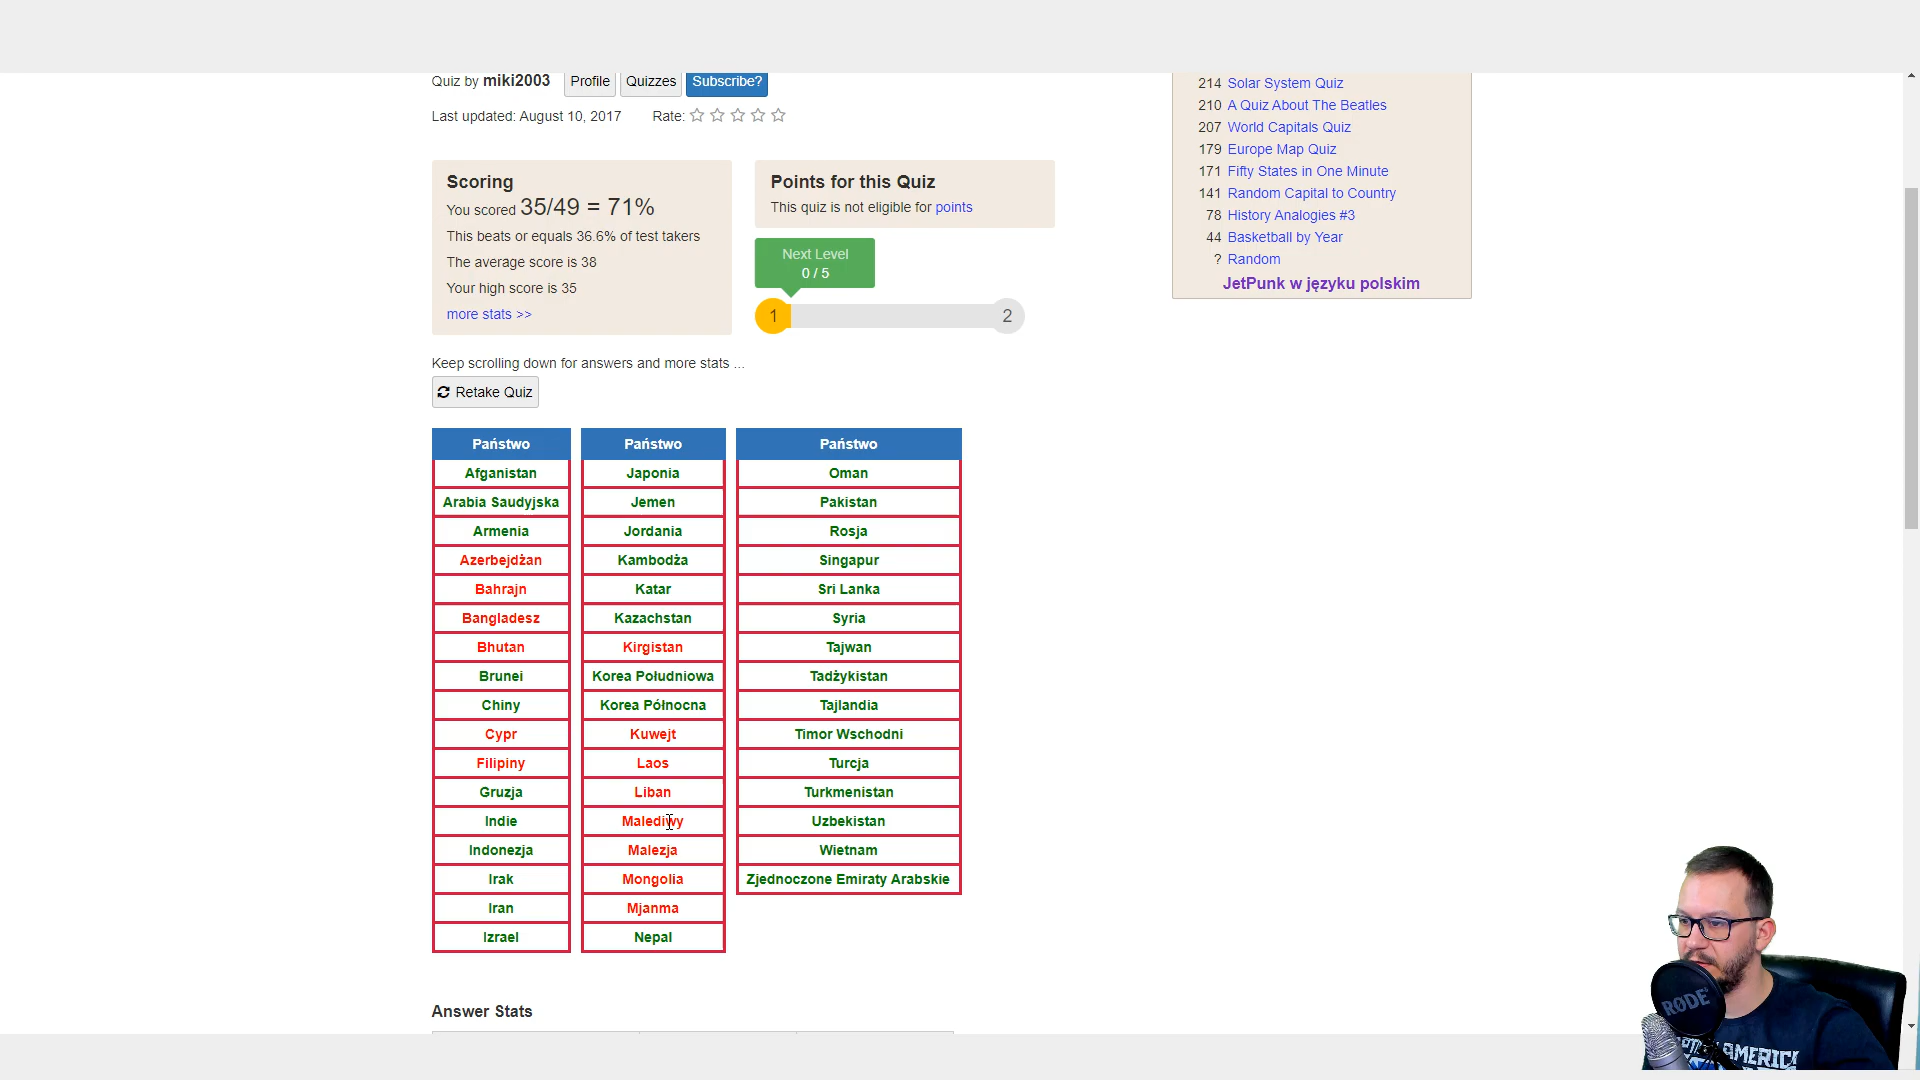 Quiz by miki2003 Profile Quizzes Subscribe?
Last updated: August 10, 2017 Rate:
Scoring
You scored 35/49 = 71%
This beats or equals 36.6% of test takers
The average score is 38
Your high score is 35
more stats >>
Points for this Quiz
This quiz is not eligible for points
Next Level
0 / 5
1
2
Keep scrolling down for answers and more stats ...
Retake Quiz
Państwo
Afganistan
Arabia Saudyjska
Armenia
Azerbejdżan
Bahrajn
Bangladesz
Bhutan
Brunei
Chiny
Cypr
Filipiny
Gruzja
Indie
Indonezja
Irak
Iran
Izrael
Państwo
Japonia
Jemen
Jordania
Kambodża
Katar
Kazachstan
Kirgistan
Korea Południowa
Korea Północna
Kuwejt
Laos
Liban
Malediwy
Malezja
Mongolia
Mjanma
Nepal
Państwo
Oman
Pakistan
Rosja
Singapur
Sri Lanka
Syria
Tajwan
Tadżykistan
Tajlandia
Timor Wschodni
Turcja
Turkmenistan
Uzbekistan
Wietnam
Zjednoczone Emiraty Arabskie
Answer Stats
214 Solar System Quiz
210 A Quiz About The Beatles
207 World Capitals Quiz
179 Europe Map Quiz
171 Fifty States in One Minute
141 Random Capital to Country
78 History Analogies #3
44 Basketball by Year
? Random
JetPunk w języku polskim
RØDE